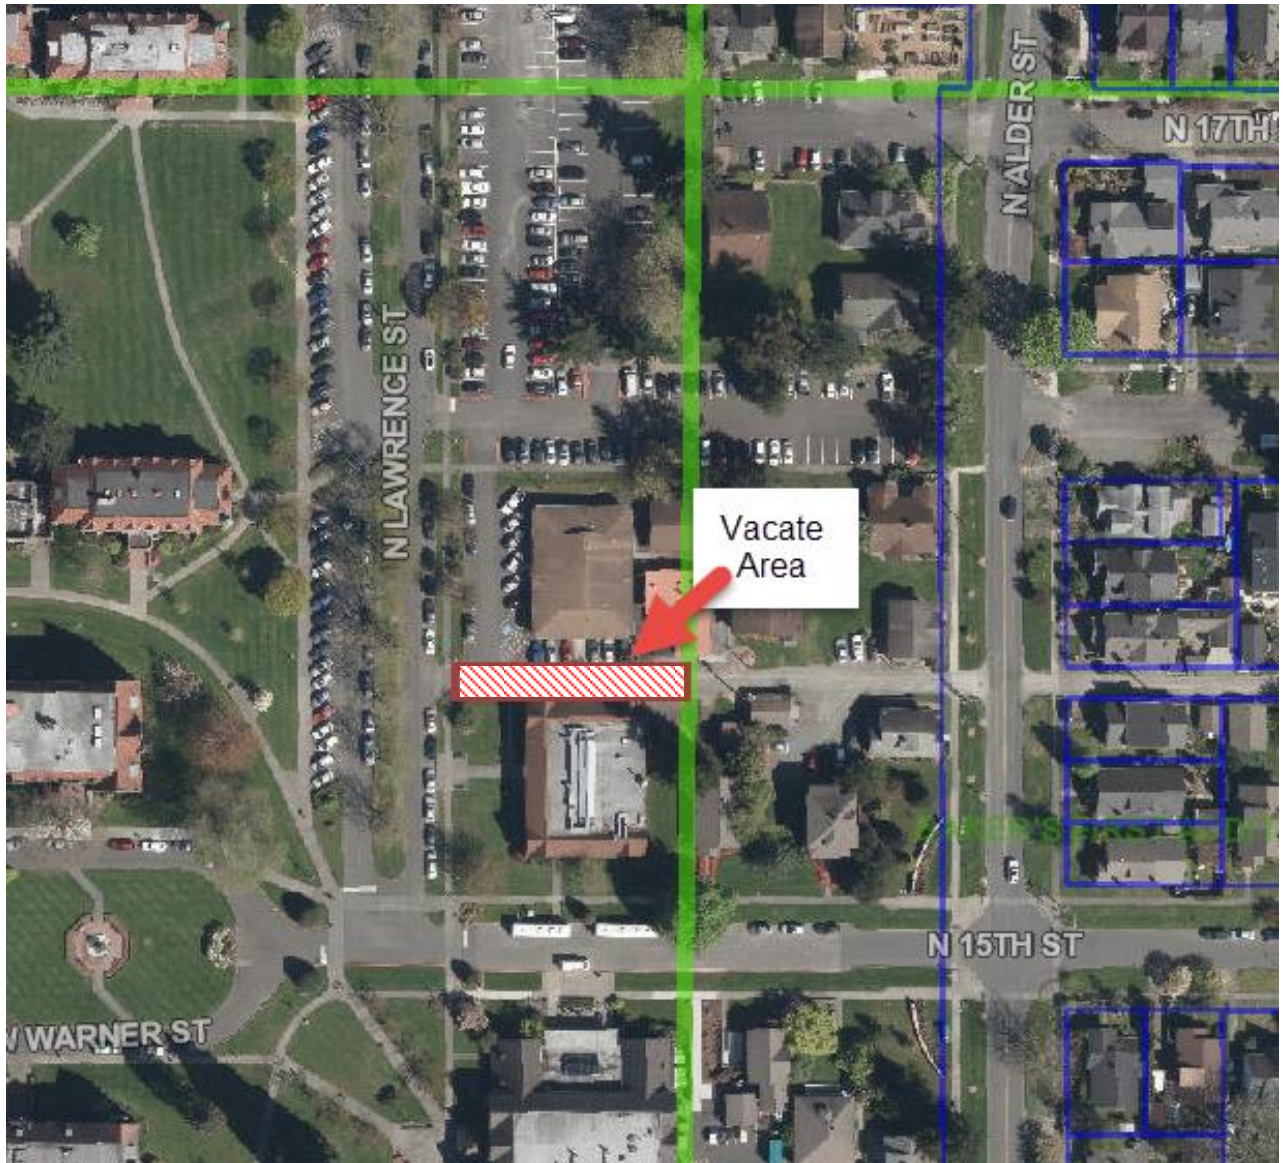 N ALDER ST
N 17TH
N LAWRENCE ST
Vacate
Area
N 15TH ST
WARNER ST